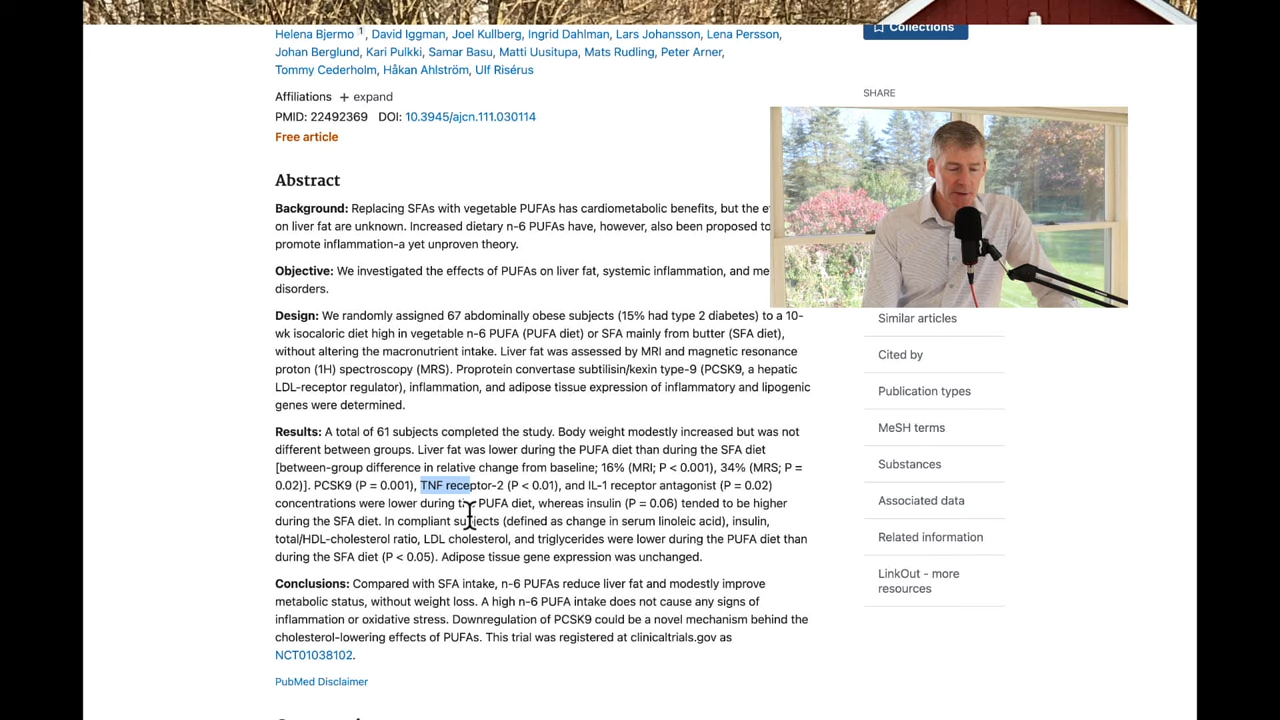 Helena Bjermo 1, David Iggman, Joel Kullberg, Ingrid Dahlman, Lars Johansson, Lena Persson,
Johan Berglund, Kari Pulkki, Samar Basu, Matti Uusitupa, Mats Rudling, Peter Arner,
Tommy Cederholm, Håkan Ahlström, Ulf Risérus
Affiliations + expand
PMID: 22492369 DOI: 10.3945/ajcn.111.030114
Free article
Abstract
Background: Replacing SFAs with vegetable PUFAs has cardiometabolic benefits, but the
on liver fat are unknown. Increased dietary n-6 PUFAs have, however, also been proposed to
promote inflammation-a yet unproven theory.
Objective: We investigated the effects of PUFAs on liver fat, systemic inflammation, and
disorders.
Design: We randomly assigned 67 abdominally obese subjects (15% had type 2 diabetes) to a 10-
wk isocaloric diet high in vegetable n-6 PUFA (PUFA diet) or SFA mainly from butter (SFA diet),
without altering the macronutrient intake. Liver fat was assessed by MRI and magnetic resonance
proton (1H) spectroscopy (MRS). Proprotein convertase subtilisin/kexin type-9 (PCSK9, a hepatic
LDL-receptor regulator), inflammation, and adipose tissue expression of inflammatory and lipogenic
genes were determined.
Results: A total of 61 subjects completed the study. Body weight modestly increased but was not
different between groups. Liver fat was lower during the PUFA diet than during the SFA diet
[between-group difference in relative change from baseline; 16% (MRI; P < 0.001), 34% (MRS; P =
0.02)]. PCSK9 (P = 0.001), TNF receptor-2 (P < 0.01), and IL-1 receptor antagonist (P = 0.02)
concentrations were lower during the PUFA diet, whereas insulin (P = 0.06) tended to be higher
during the SFA diet. In compliant subjects (defined as change in serum linoleic acid), insulin,
total/HDL-cholesterol ratio, LDL cholesterol, and triglycerides were lower during the PUFA diet than
during the SFA diet (P < 0.05). Adipose tissue gene expression was unchanged.
Conclusions: Compared with SFA intake, n-6 PUFAs reduce liver fat and modestly improve
metabolic status, without weight loss. A high n-6 PUFA intake does not cause any signs of
inflammation or oxidative stress. Downregulation of PCSK9 could be a novel mechanism behind the
cholesterol-lowering effects of PUFAs. This trial was registered at clinicaltrials.gov as
NCT01038102.
PubMed Disclaimer
Collections
SHARE
Similar articles
Cited by
Publication types
MeSH terms
Substances
Associated data
Related information
LinkOut - more
resources